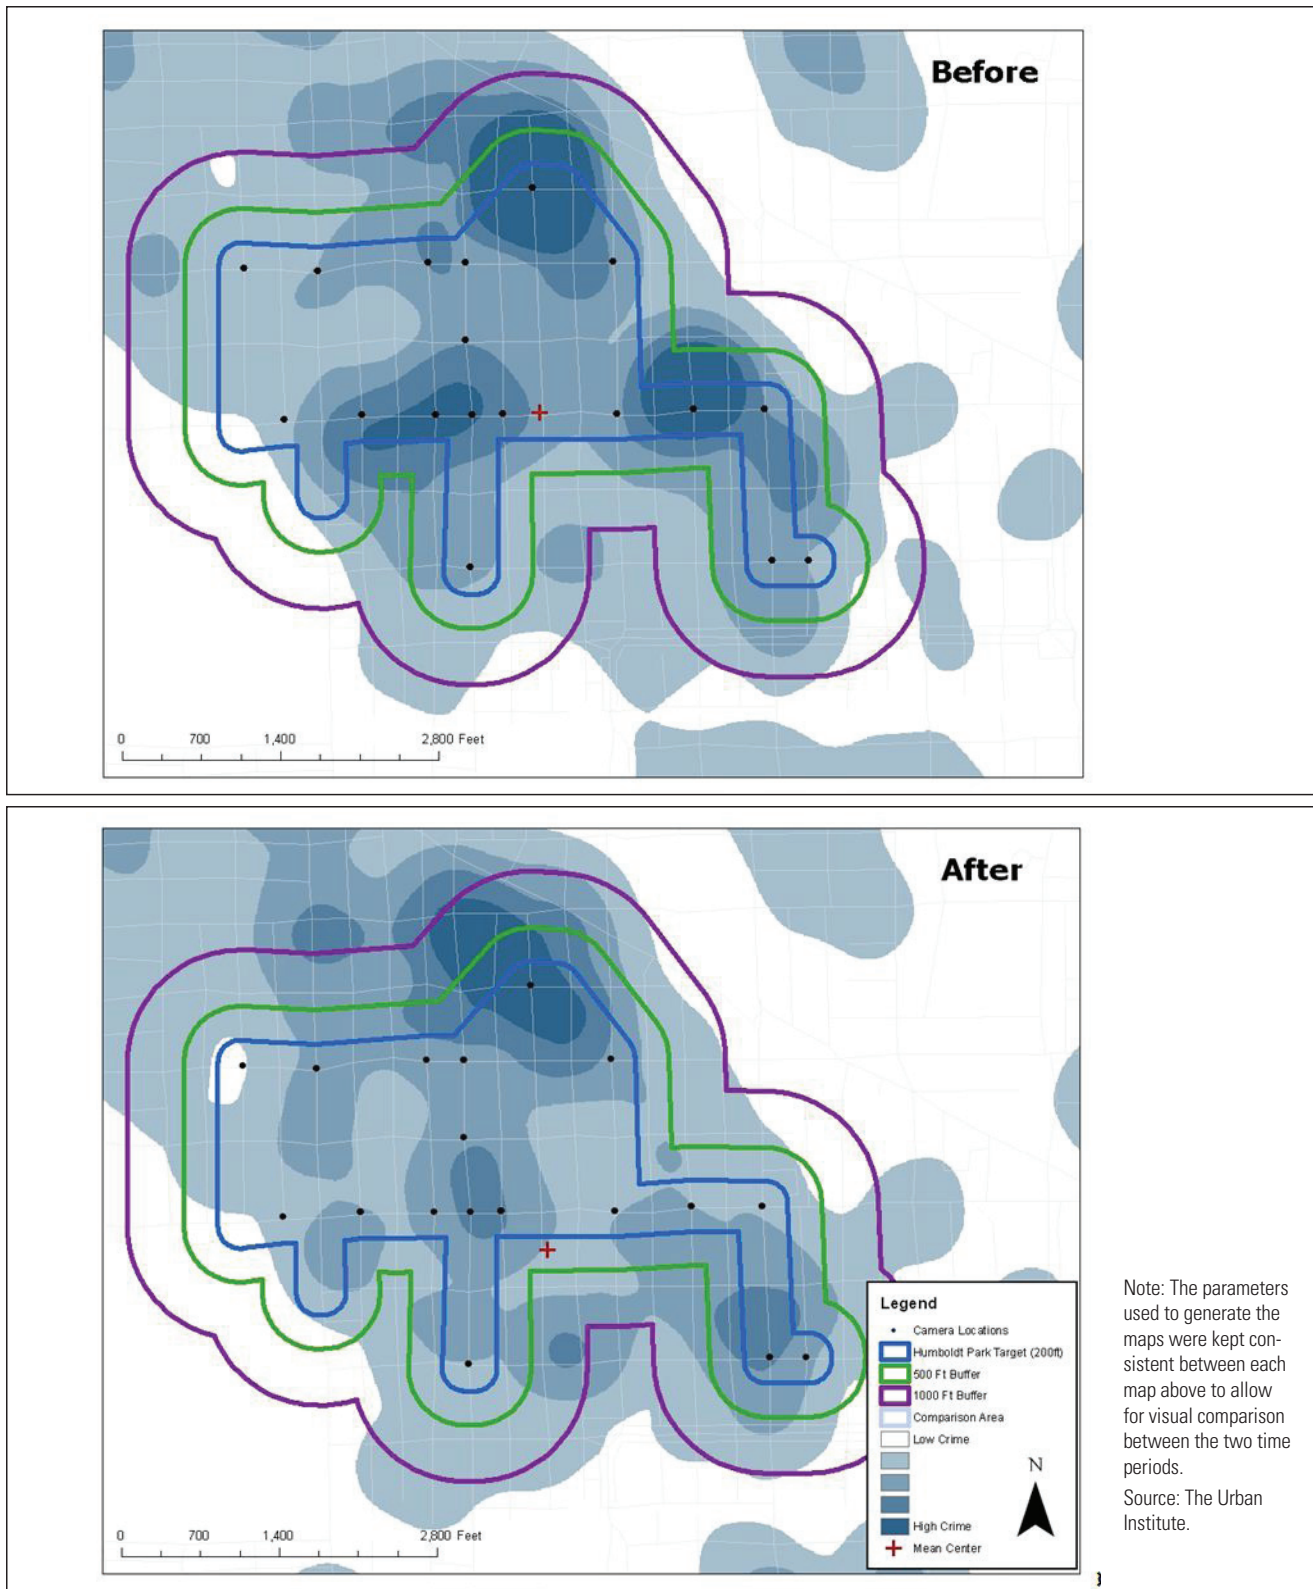 Before
0 700 1,400 2,800 Feet
After
Legend
Camera Locations
Humboldt Park Target (200ft)
500 Ft Buffer
1000 Ft Buffer
Comparison Area
Low Crime
High Crime
Mean Center
N
0 700 1,400 2,800 Feet
Note: The parameters
used to generate the
maps were kept con-
sistent between each
map above to allow
for visual comparison
between the two time
periods.
Source: The Urban
Institute.